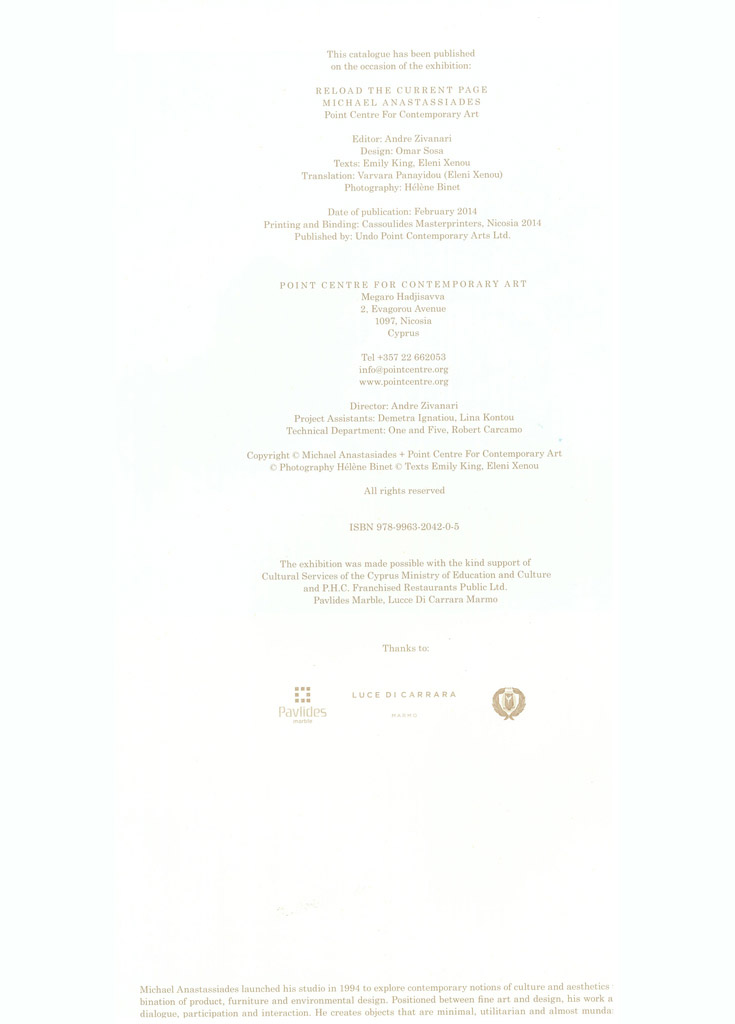 This catalogue has been published
on the occasion of the exhibition:
RELOAD THE CURRENT PAGE
MICHAEL ANASTASSIADES
Point Centre For Contemporary Art
Editor: Andre Zivanari
Design: Omar Sosa
Texts: Emily King, Eleni Xenou
Translation: Varvara Panayidou (Eleni Xenou)
Photography: Hélène Binet
Date of publication: February 2014
Printing and Binding: Cassoulides Masterprinters, Nicosia 2014
Published by: Undo Point Contemporary Arts Ltd.
POINT CENTRE FOR CONTEMPORARY ART
Megaro Hadjisavva
2, Evagorou Avenue
1097, Nicosia
Cyprus
Tel +357 22 662053
info@pointcentre.org
www.pointcentre.org
Director: Andre Zivanari
Project Assistants: Demetra Ignatiou, Lina Kontou
Technical Department: One and Five, Robert Carcamo
Copyright © Michael Anastasiades + Point Centre For Contemporary Art
© Photography Hélène Binet © Texts Emily King, Eleni Xenou
All rights reserved
ISBN 978-9963-2042-0-5
The exhibition was made possible with the kind support of
Cultural Services of the Cyprus Ministry of Education and Culture
and P.H.C. Franchised Restaurants Public Ltd.
Pavlides Marble, Lucce Di Carrara Marmo
Thanks to:
Pavlides
marble
LUCE DI CARRARA
MARMO
Michael Anastassiades launched his studio in 1994 to explore contemporary notions of culture and aesthetics
bination of product, furniture and environmental design. Positioned between fine art and design, his work a
dialogue, participation and interaction. He creates objects that are minimal, utilitarian and almost munda